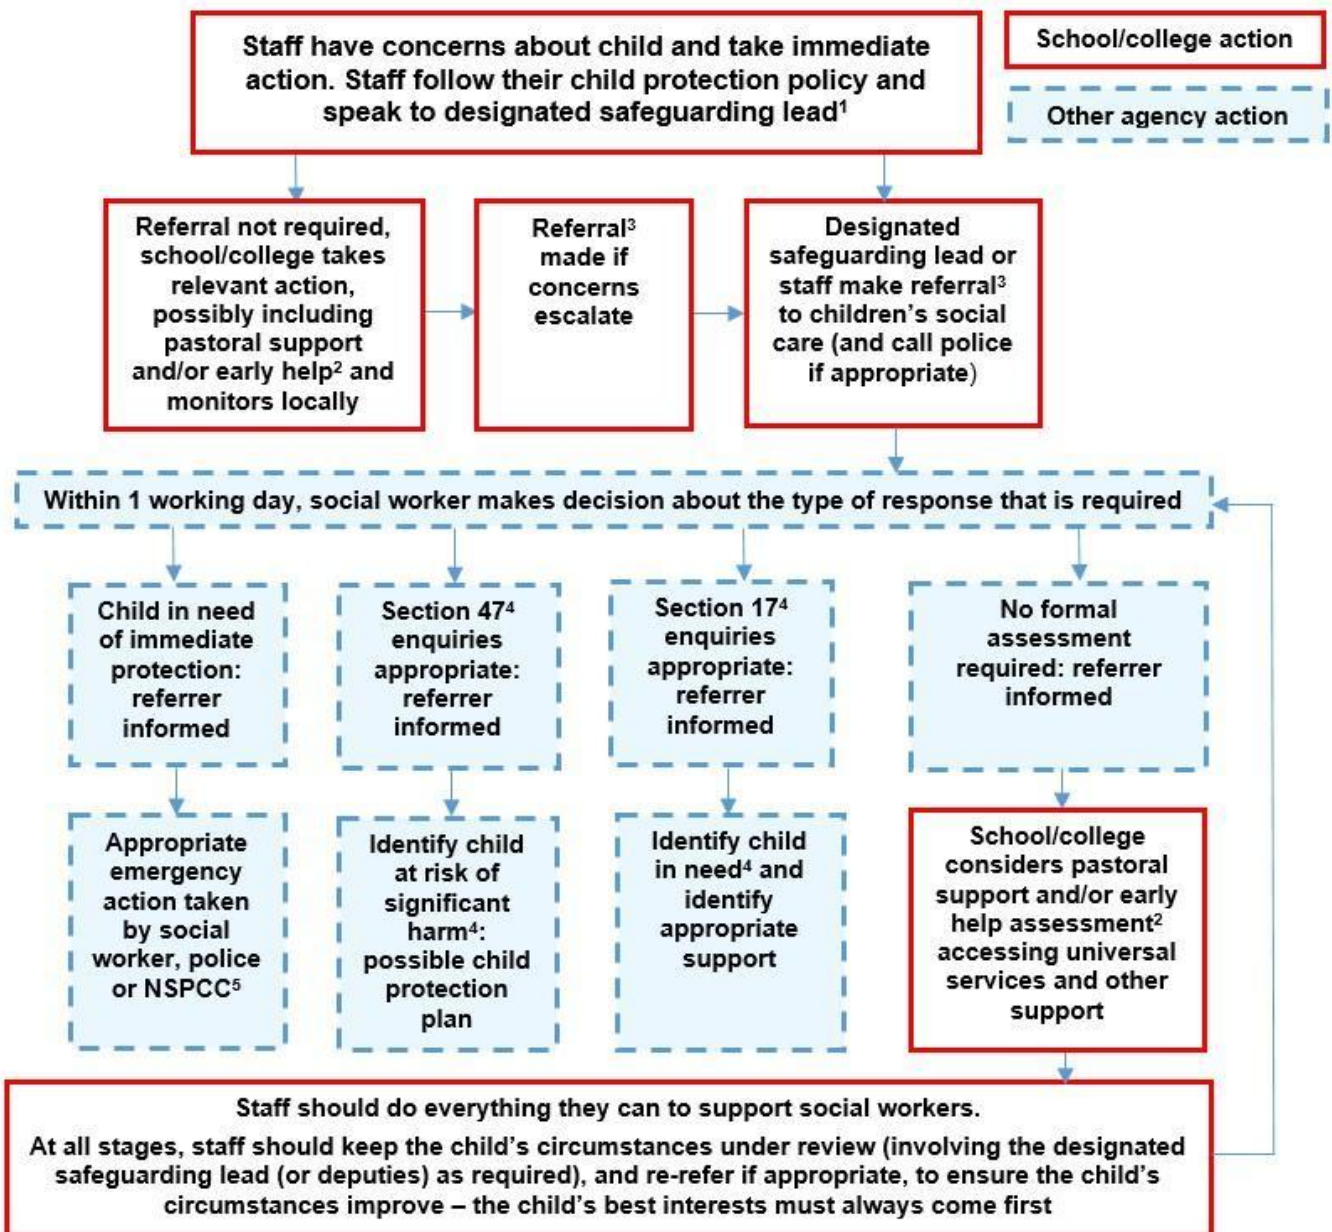 Staff have concerns about child and take immediate
action. Staff follow their child protection policy and
speak to designated safeguarding lead¹
School/college action
Other agency action
Referral not required,
school/college takes
relevant action,
possibly including
pastoral support
and/or early help² and
monitors locally
Referral³
made if
concerns
escalate
Designated
safeguarding lead or
staff make referral³
to children’s social
care (and call police
if appropriate)
Within 1 working day, social worker makes decision about the type of response that is required
Child in need
of immediate
protection:
referrer
informed
Section 47⁴
enquiries
appropriate:
referrer
informed
Section 17⁴
enquiries
appropriate:
referrer
informed
No formal
assessment
required: referrer
informed
Appropriate
emergency
action taken
by social
worker, police
or NSPCC⁵
Identify child
at risk of
significant
harm⁴:
possible child
protection
plan
Identify child
in need⁴ and
identify
appropriate
support
School/college
considers pastoral
support and/or early
help assessment²
accessing universal
services and other
support
Staff should do everything they can to support social workers.
At all stages, staff should keep the child’s circumstances under review (involving the designated
safeguarding lead (or deputies) as required), and re-refer if appropriate, to ensure the child’s
circumstances improve – the child’s best interests must always come first